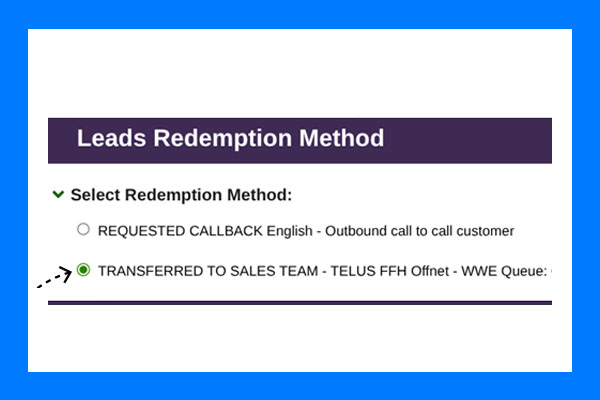 Leads Redemption Method
Select Redemption Method:
REQUESTED CALLBACK English - Outbound call to call customer
TRANSFERRED TO SALES TEAM - TELUS FFH Offnet - WWE Queue: